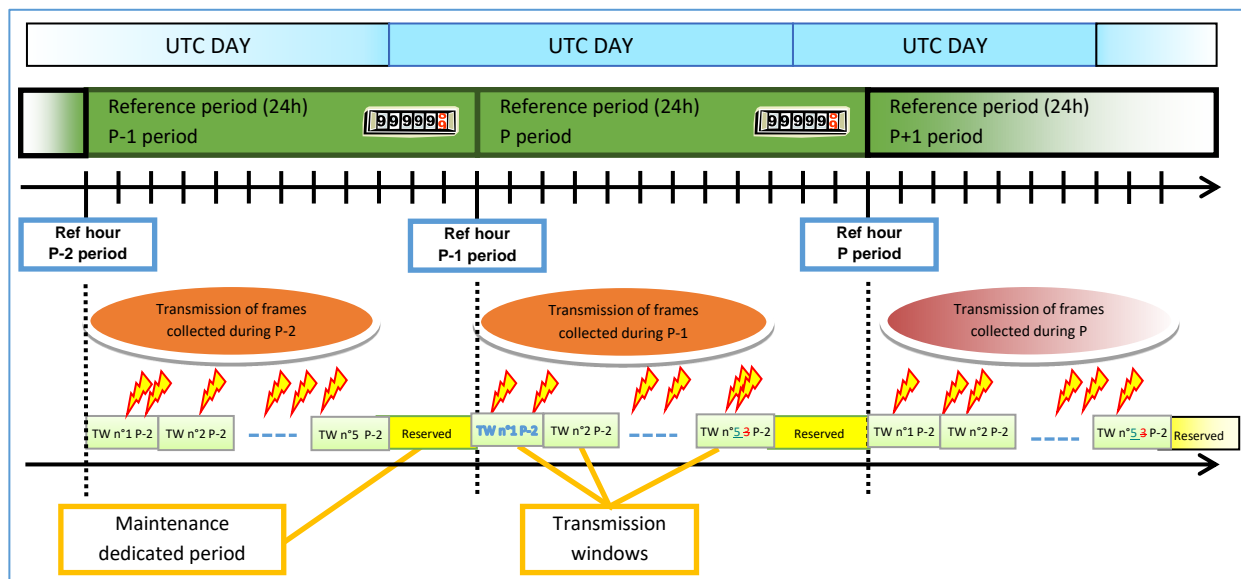 UTC DAY
UTC DAY
UTC DAY
Reference period (24h)
P-1 period
99999
Reference period (24h)
P period
99999
Reference period (24h)
P+1 period
Ref hour
P-2 period
Ref hour
P-1 period
Ref hour
P period
Transmission of frames
collected during P-2
Transmission of frames
collected during P-1
Transmission of frames
collected during P
TW n°1 P-2
TW n°2 P-2
TW n°5 P-2
Reserved
TW n°1 P-2
TW n°2 P-2
TW n°5 3 P-2
Reserved
TW n°1 P-2
TW n°2 P-2
TW n°5 3 P-2
Reserved
Maintenance
dedicated period
Transmission
windows